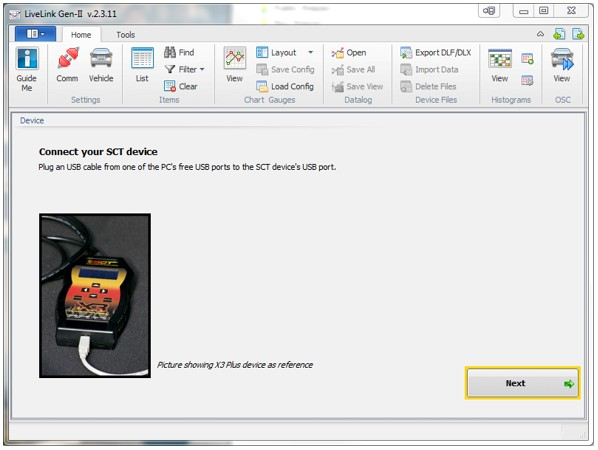 LiveLink Gen-II v.2.3.11
Home
Tools
Guide
Me
Comm
Vehicle
Settings
List
Find
Filter
Clear
Items
View
Layout
Save Config
Load Config
Chart Gauges
Open
Save All
Save View
Datalog
Export DLF/DLX
Import Data
Delete Files
Device Files
View
Histograms
View
OSC
Device
Connect your SCT device
Plug an USB cable from one of the PC's free USB ports to the SCT device's USB port.
Picture showing X3 Plus device as reference
Next